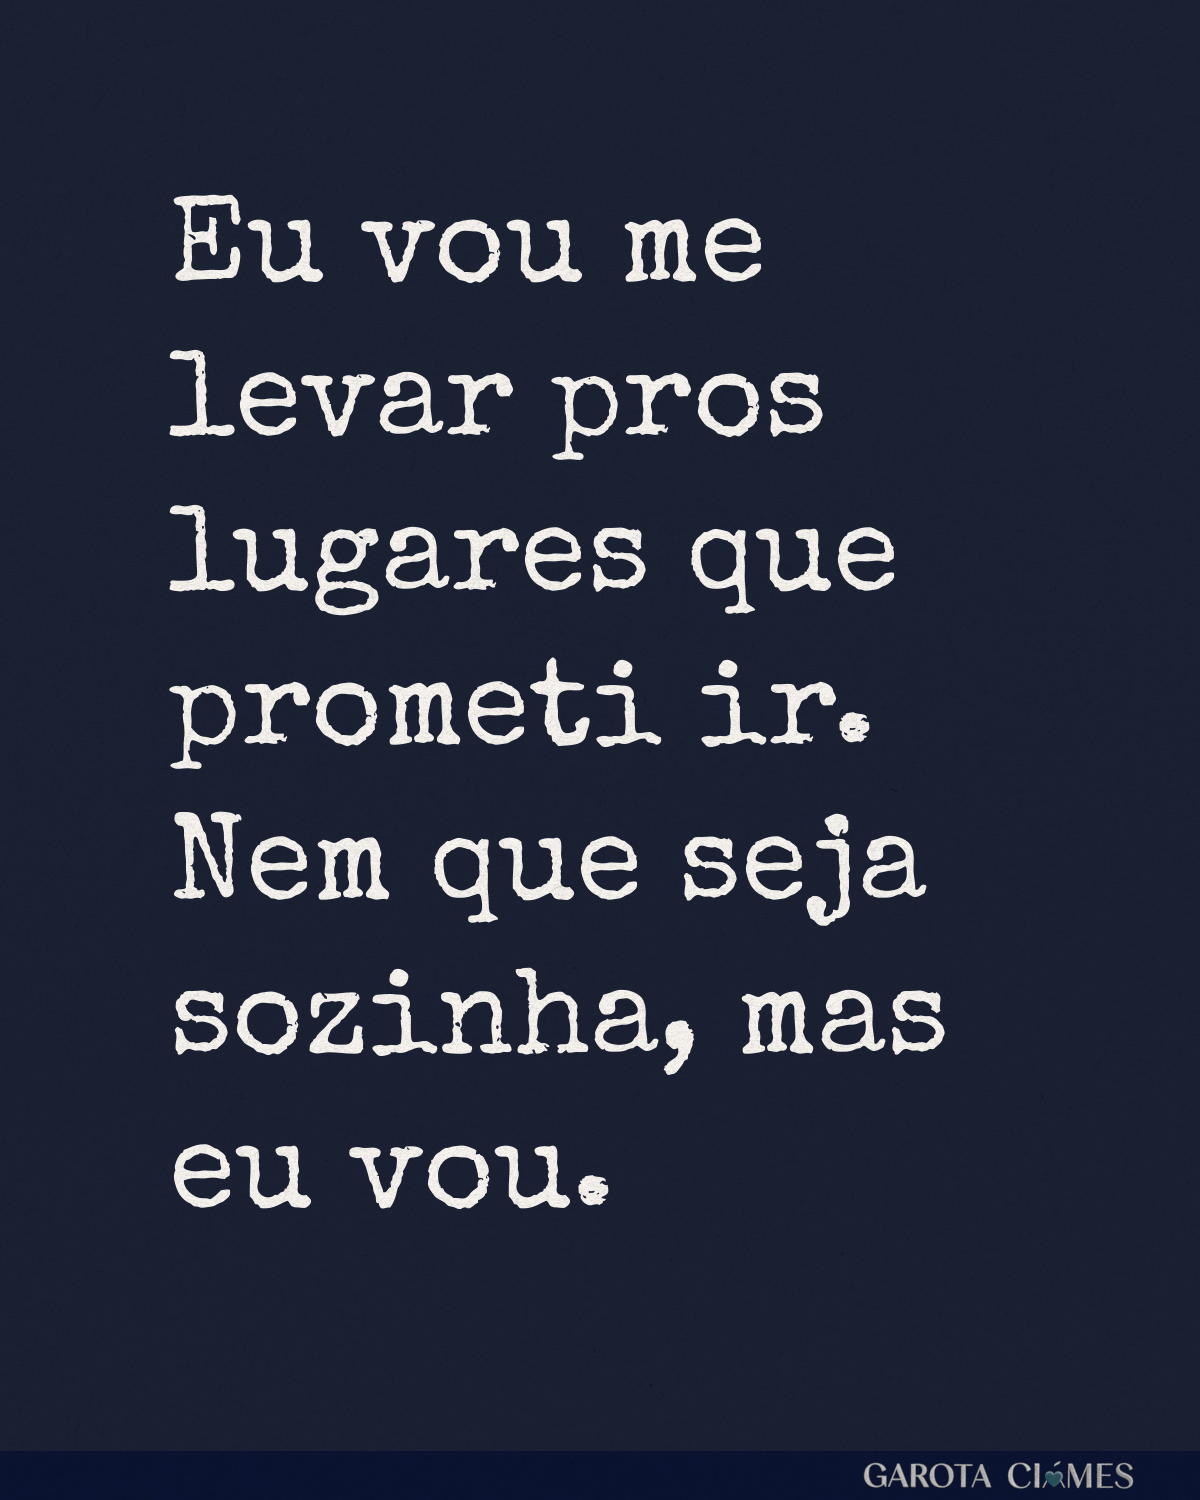 Eu vou me
levar pros
lugares que
prometi ir.
Nem que seja
sozinha, mas
eu vou.
GAROTA CIÚMES